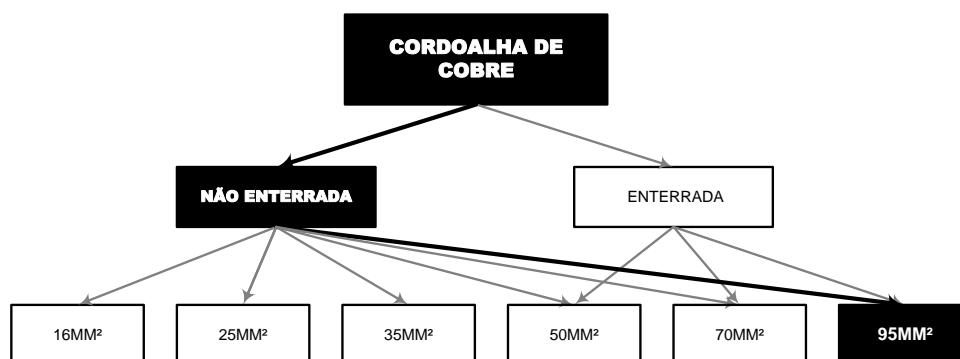 CORDOALHA DE
COBRE
NÃO ENTERRADA
ENTERRADA
16MM²
25MM²
35MM²
50MM²
70MM²
95MM²